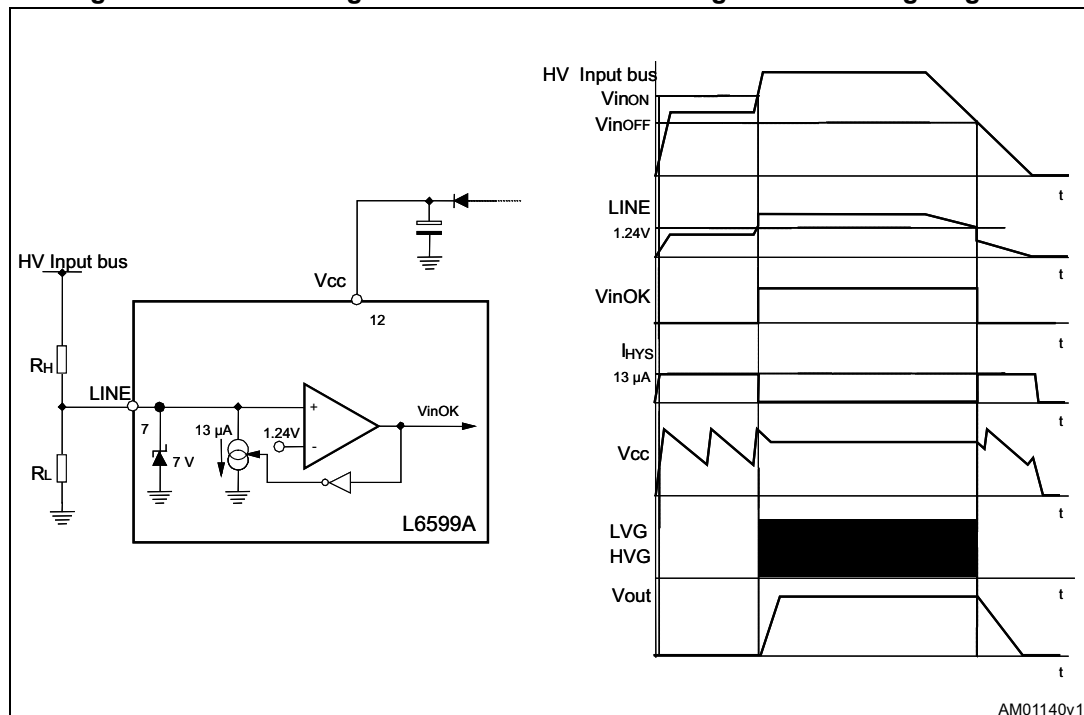 HV Input bus
RH
RL
LINE
7
7 V
13 µA
1.24V
+
-
VinOK
Vcc
12
L6599A
HV Input bus
VinON
VinOFF
t
LINE
1.24V
t
VinOK
t
IHYS
13 µA
t
Vcc
t
LVG
HVG
t
Vout
t
AM01140v1